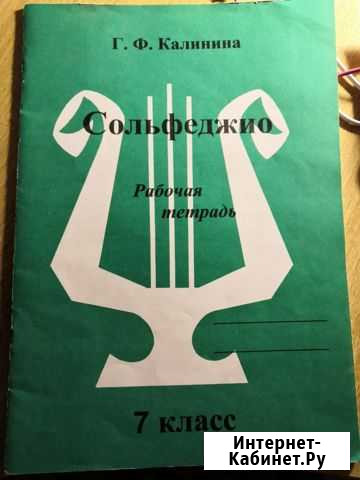 Г. Ф. Калинина
Сольфеджио
Рабочая
тетрадь
7 класс
Интернет-
Кабинет.Ру